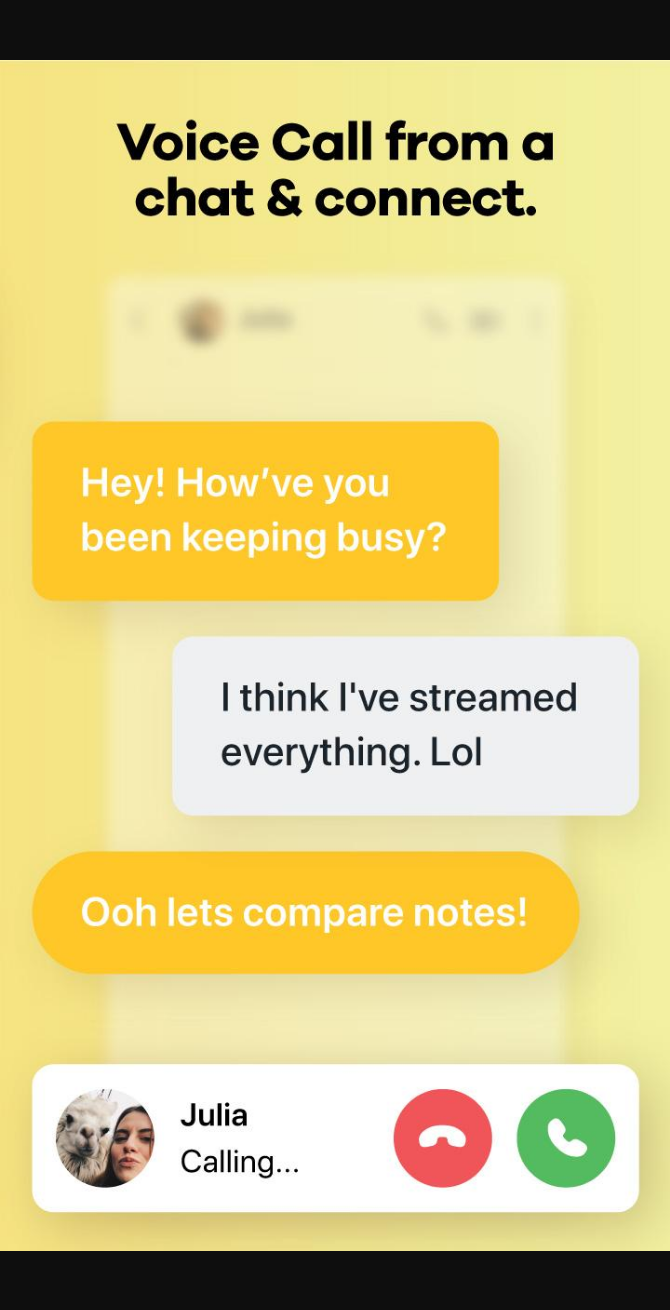 Voice Call from a
chat & connect.
Hey! How’ve you
been keeping busy?
I think I've streamed
everything. Lol
Ooh lets compare notes!
Julia
Calling...